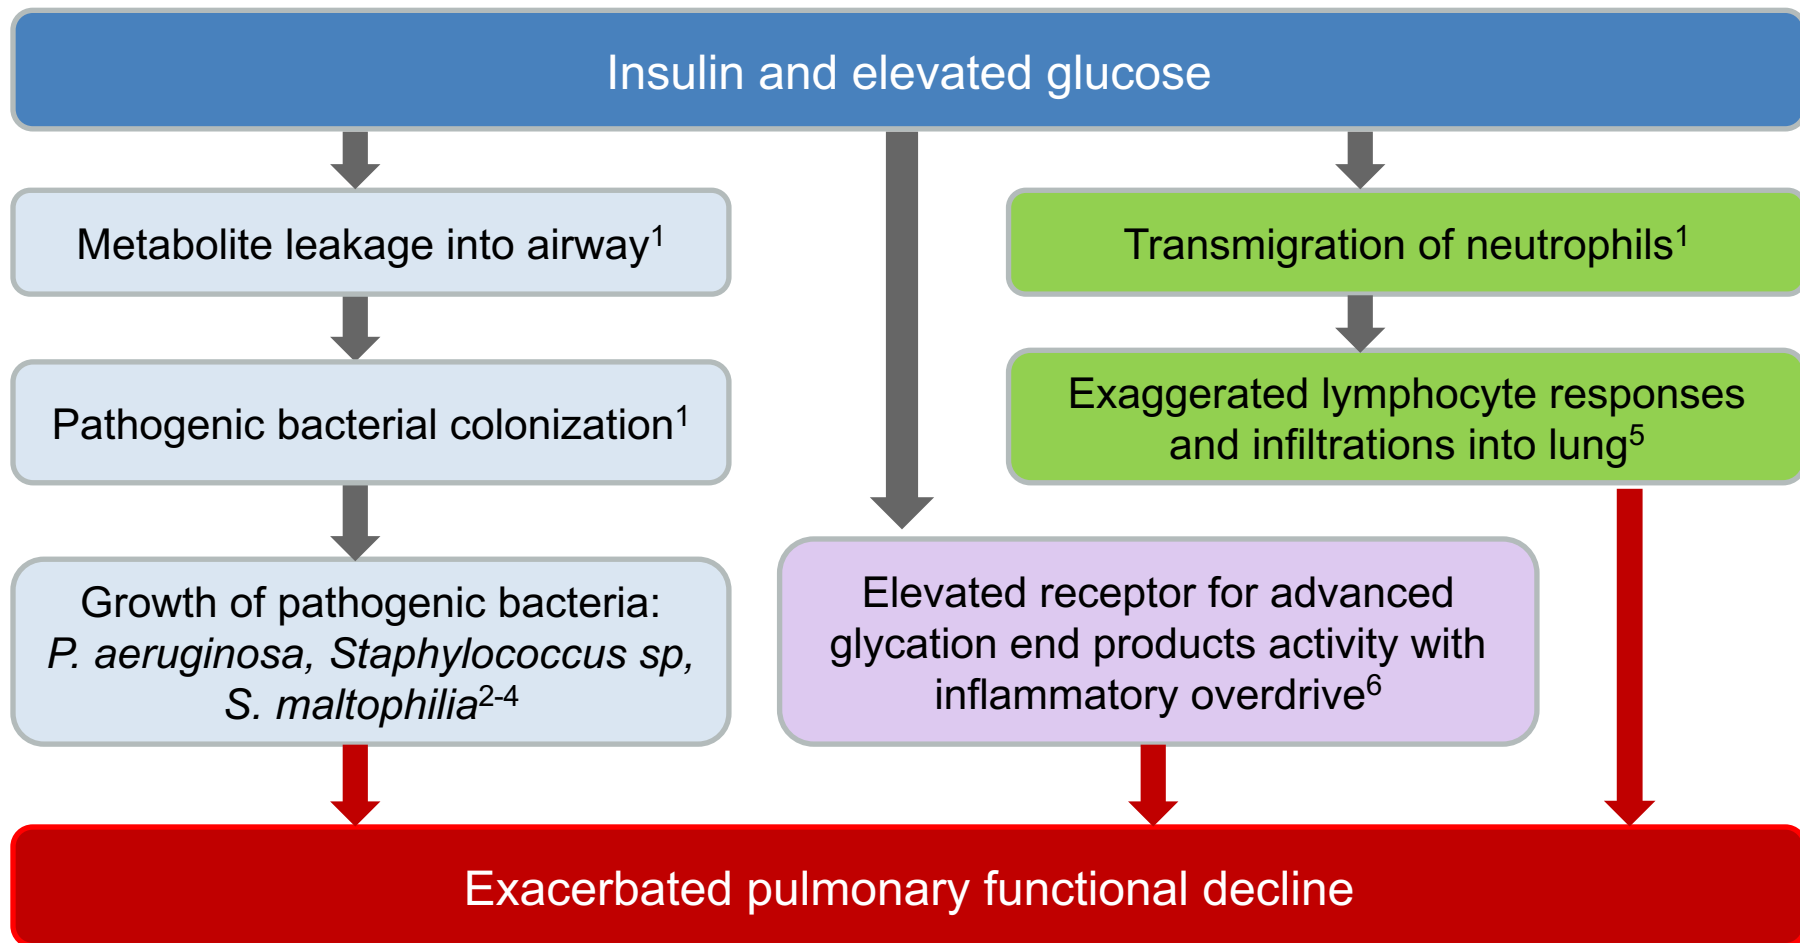 Insulin and elevated glucose
Metabolite leakage into airway¹
Pathogenic bacterial colonization¹
Growth of pathogenic bacteria:
P. aeruginosa, Staphylococcus sp,
S. maltophilia²⁻⁴
Elevated receptor for advanced
glycation end products activity with
inflammatory overdrive⁶
Transmigration of neutrophils¹
Exaggerated lymphocyte responses
and infiltrations into lung⁵
Exacerbated pulmonary functional decline